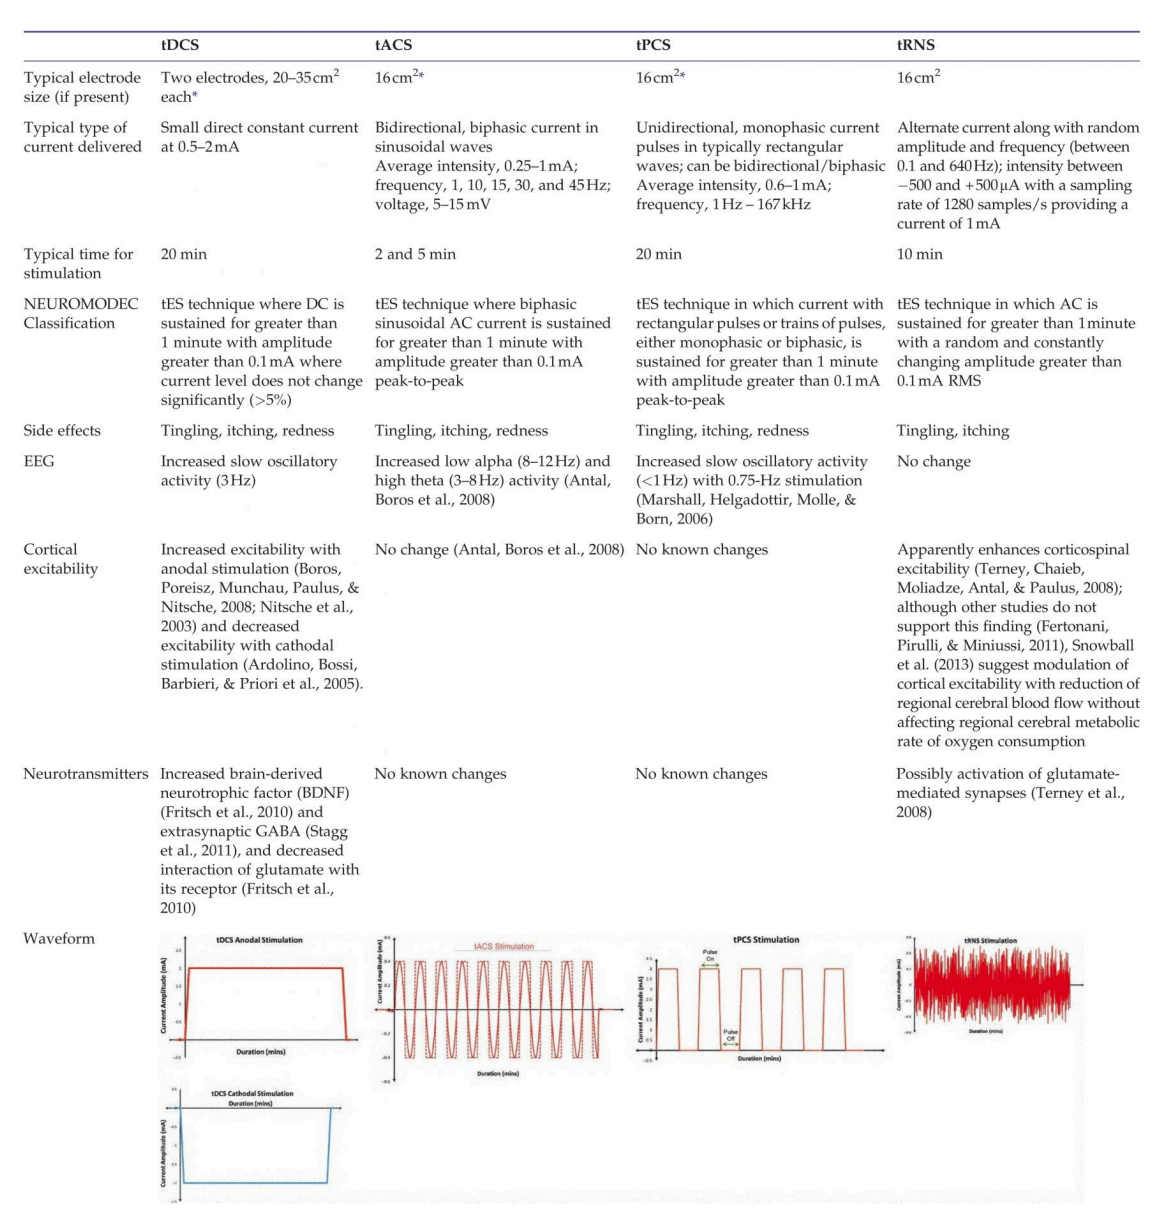 tDCS tACS tPCS tRNS
Typical electrode size (if present)
Two electrodes, 20–35 cm² each*
16 cm²*
16 cm²*
16 cm²
Typical type of current delivered
Small direct constant current
at 0.5–2 mA
Bidirectional, biphasic current in
sinusoidal waves
Average intensity, 0.25–1 mA;
frequency, 1, 10, 15, 30, and 45 Hz;
voltage, 5–15 mV
Unidirectional, monophasic current
pulses in typically rectangular
waves; can be bidirectional/biphasic
Average intensity, 0.6–1 mA;
frequency, 1 Hz – 167 kHz
Alternate current along with random
amplitude and frequency (between
0.1 and 640 Hz); intensity between
−500 and +500 μA with a sampling
rate of 1280 samples/s providing a
current of 1 mA
Typical time for
stimulation
20 min
2 and 5 min
20 min
10 min
NEUROMODEC
Classification
tES technique where DC is
sustained for greater than
1 minute with amplitude
greater than 0.1 mA where
current level does not change
significantly (>5%)
tES technique where biphasic
sinusoidal AC current is sustained
for greater than 1 minute with
amplitude greater than 0.1 mA
peak-to-peak
tES technique in which current with
rectangular pulses or trains of pulses,
either monophasic or biphasic, is
sustained for greater than 1 minute
with amplitude greater than 0.1 mA
peak-to-peak
tES technique in which AC is
sustained for greater than 1 minute
with a random and constantly
changing amplitude greater than
0.1 mA RMS
Side effects
Tingling, itching, redness
Tingling, itching, redness
Tingling, itching, redness
Tingling, itching
EEG
Increased slow oscillatory
activity (3 Hz)
Increased low alpha (8–12 Hz) and
high theta (3–8 Hz) activity (Antal,
Boros et al., 2008)
Increased slow oscillatory activity
(<1 Hz) with 0.75-Hz stimulation
(Marshall, Helgadottir, Molle, &
Born, 2006)
No change
Cortical
excitability
Increased excitability with
anodal stimulation (Boros,
Poreisz, Munchau, Paulus, &
Nitsche, 2008; Nitsche et al.,
2003) and decreased
excitability with cathodal
stimulation (Ardolino, Bossi,
Barbieri, & Priori et al., 2005).
No change (Antal, Boros et al., 2008)
No known changes
Apparently enhances corticospinal
excitability (Terney, Chaieb,
Moliadze, Antal, & Paulus, 2008);
although other studies do not
support this finding (Fertonani,
Pirulli, & Miniussi, 2011), Snowball
et al. (2013) suggest modulation of
cortical excitability with reduction of
regional cerebral blood flow without
affecting regional cerebral metabolic
rate of oxygen consumption
Neurotransmitters
Increased brain-derived
neurotrophic factor (BDNF)
(Fritsch et al., 2010) and
extrasynaptic GABA (Stagg
et al., 2011), and decreased
interaction of glutamate with
its receptor (Fritsch et al.,
2010)
No known changes
No known changes
Possibly activation of glutamate-
mediated synapses (Terney et al.,
2008)
Waveform
tDCS Anodal Stimulation
Current Amplitude (mA)
Duration (mins)
tACS Stimulation
Current Amplitude (mA)
Duration (mins)
tPCS Stimulation
Pulse
On
Pulse
Off
Current Amplitude (mA)
Duration (mins)
tRNS Stimulation
Current Amplitude (mA)
Duration (mins)
tDCS Cathodal Stimulation
Duration (mins)
Current Amplitude (mA)